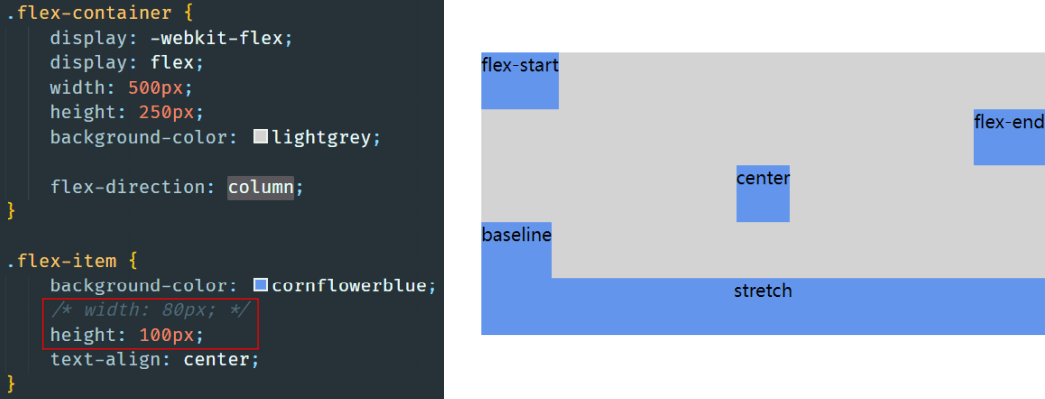 .flex-container {
display: -webkit-flex;
display: flex;
width: 500px;
height: 250px;
background-color: lightgrey;
flex-direction: column;
}
.flex-item {
background-color: cornflowerblue;
/* width: 80px; */
height: 100px;
text-align: center;
}
flex-start
flex-end
center
baseline
stretch